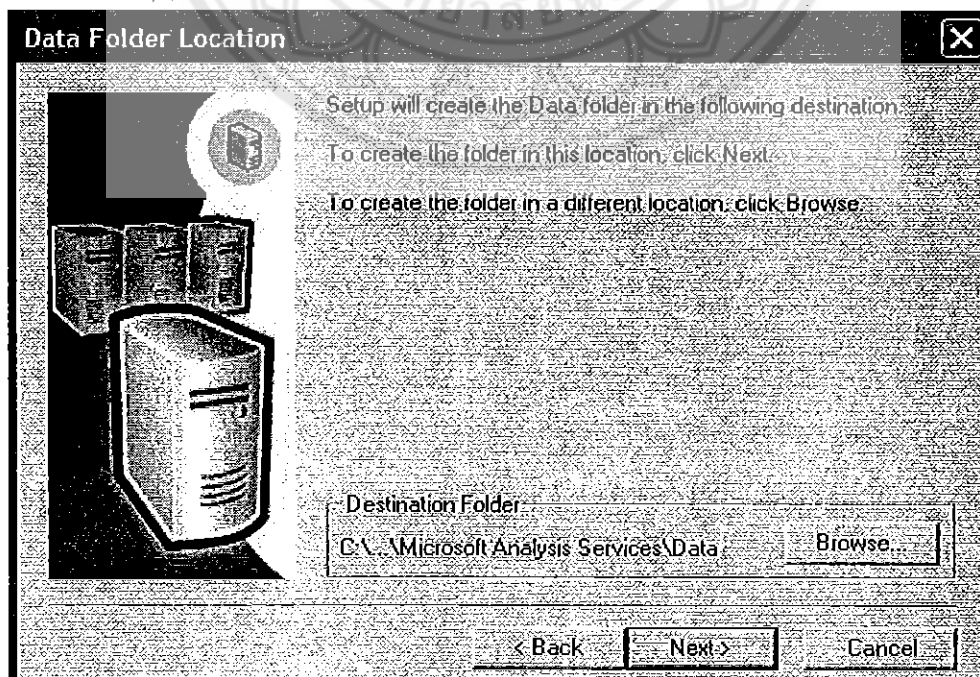 Data Folder Location
Setup will create the Data folder in the following destination.
To create the folder in this location, click Next.
To create the folder in a different location, click Browse.
Destination Folder
C:\...\Microsoft Analysis Services\Data
Browse...
< Back
Next >
Cancel